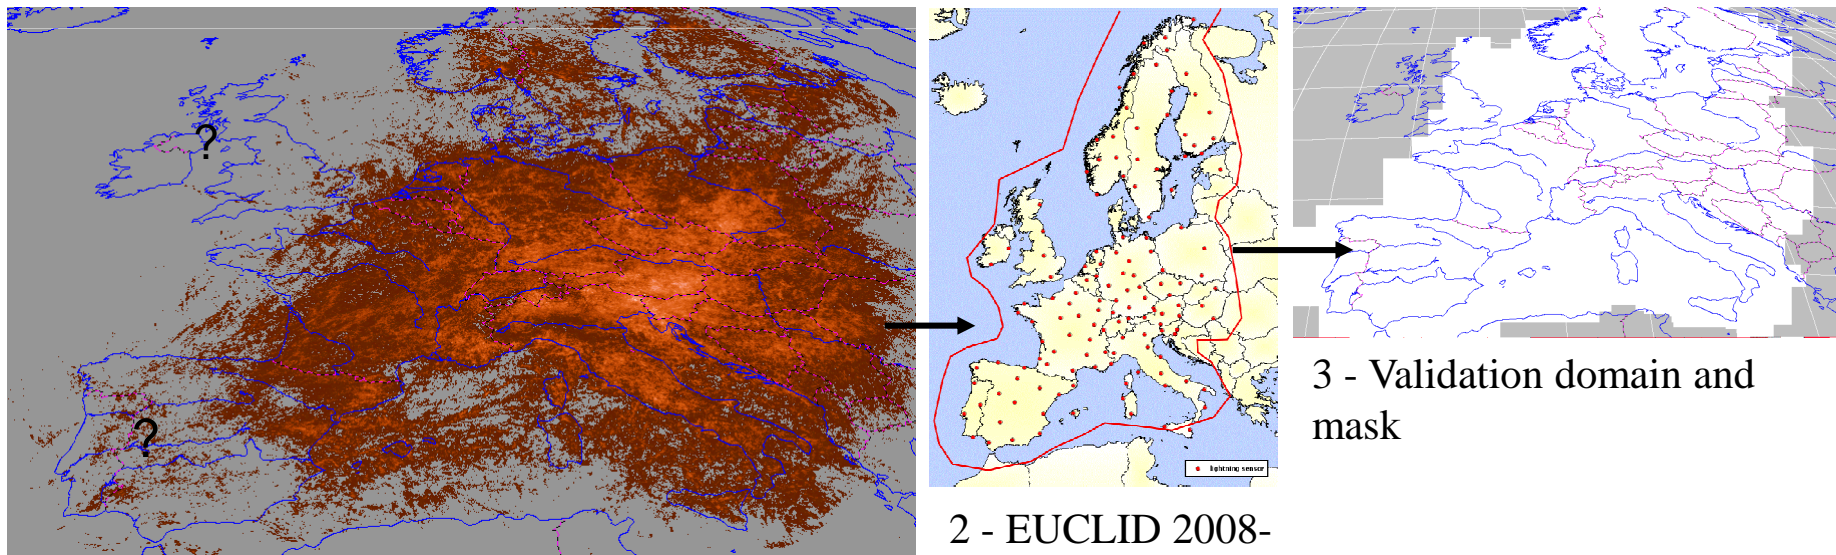 ?
?
lightning sensor
2 - EUCLID 2008-
3 - Validation domain and
mask